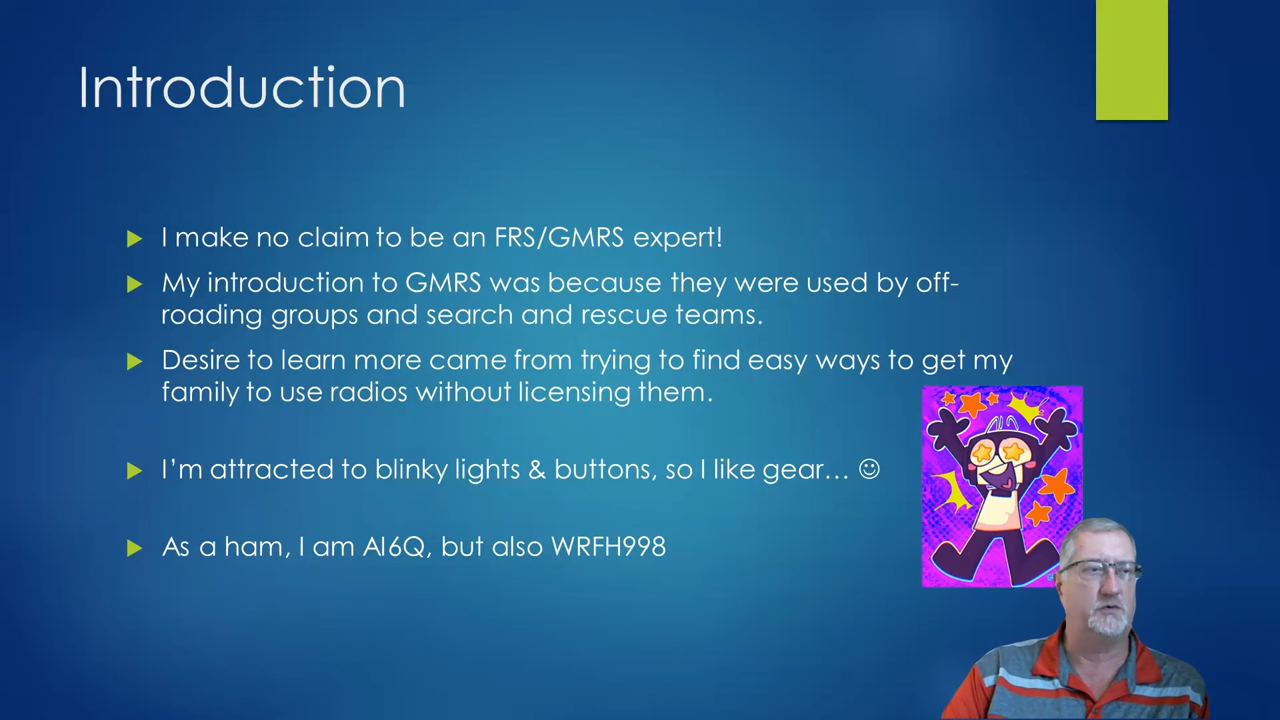 Introduction
I make no claim to be an FRS/GMRS expert!
My introduction to GMRS was because they were used by off-
roading groups and search and rescue teams.
Desire to learn more came from trying to find easy ways to get my
family to use radios without licensing them.
I’m attracted to blinky lights & buttons, so I like gear… ☺
As a ham, I am AI6Q, but also WRFH998